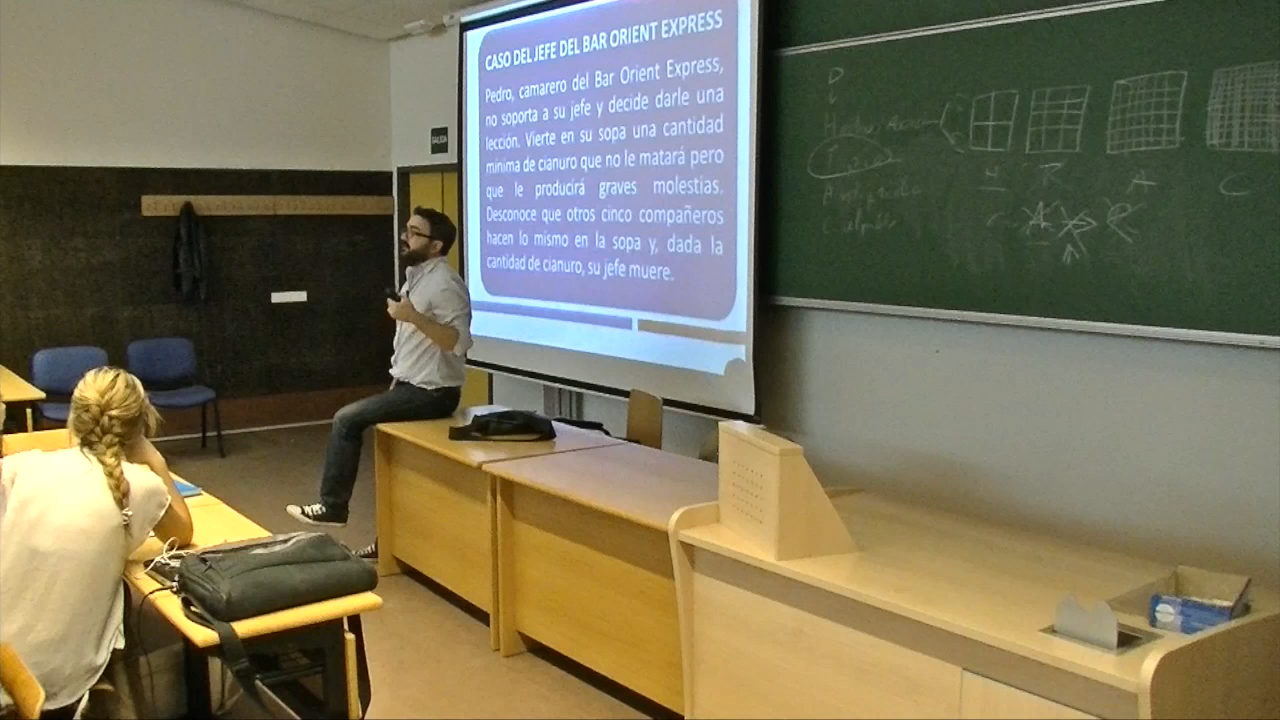 CASO DEL JEFE DEL BAR ORIENT EXPRESS
Pedro, camarero del Bar Orient Express,
no soporta a su jefe y decide darle una
lección. Vierte en su sopa una cantidad
mínima de cianuro que no le matará pero
que le producirá graves molestias.
Desconoce que otros cinco compañeros
hacen lo mismo en la sopa y, dada la
cantidad de cianuro, su jefe muere.
SALIDA